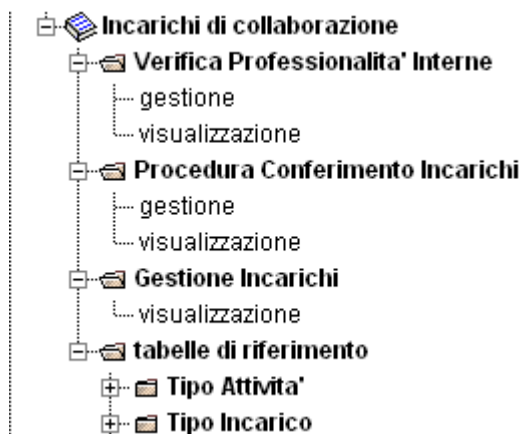 Incarichi di collaborazione
Verifica Professionalita' Interne
gestione
visualizzazione
Procedura Conferimento Incarichi
gestione
visualizzazione
Gestione Incarichi
visualizzazione
tabelle di riferimento
Tipo Attivita'
Tipo Incarico